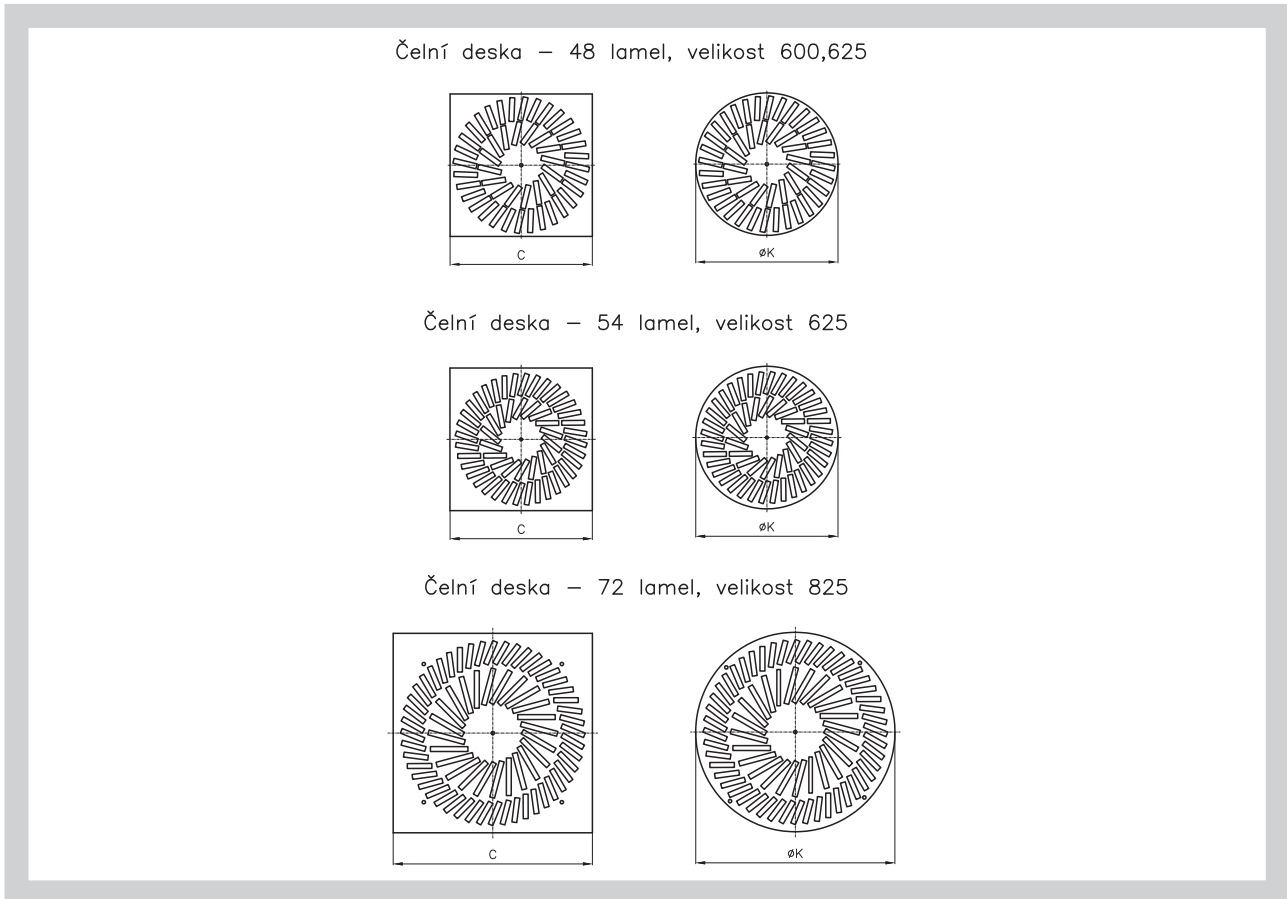 Čelní deska – 48 lamel, velikost 600,625
C
øK
Čelní deska – 54 lamel, velikost 625
C
øK
Čelní deska – 72 lamel, velikost 825
C
øK